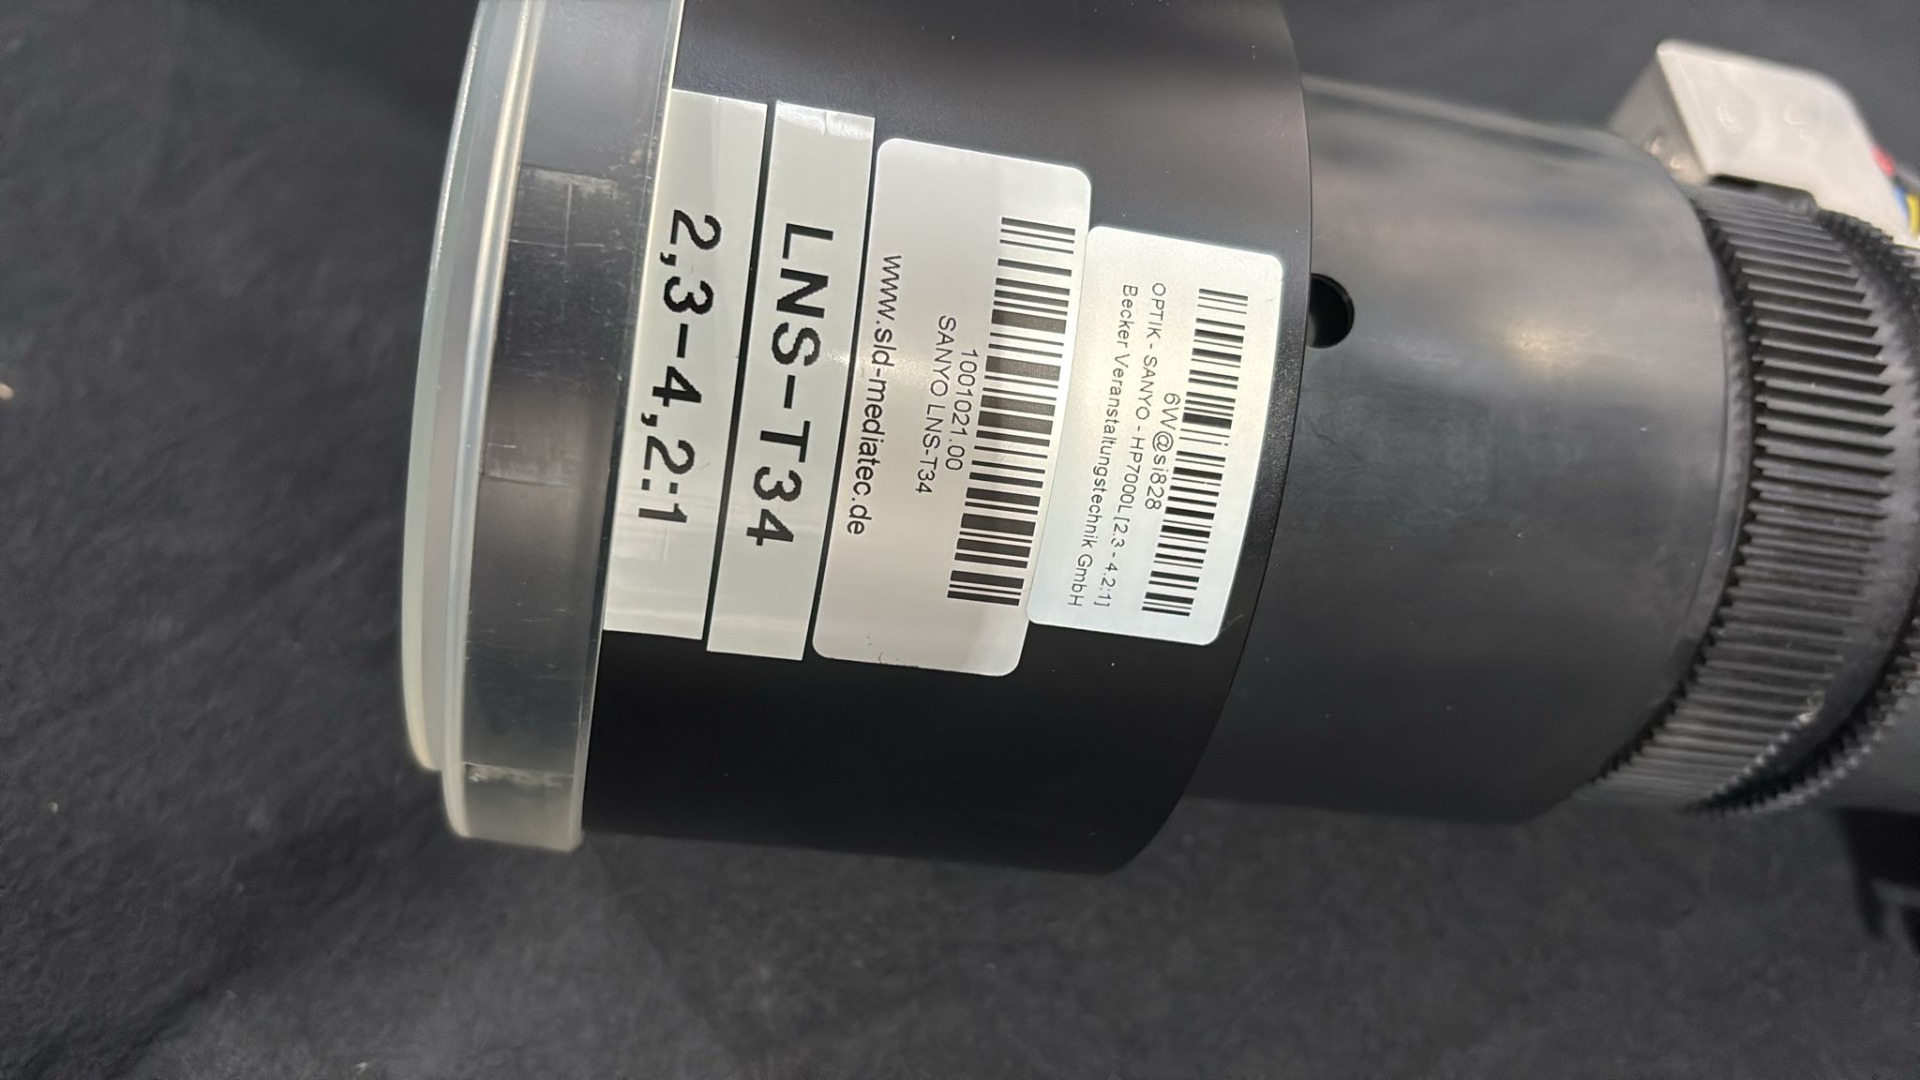 6W@si828
OPTIK - SANYO - HP7000L [2.3 - 4.2:1]
Becker Veranstaltungstechnik GmbH
1001021.00
SANYO LNS-T34
www.sld-mediatec.de
LNS-T34
2,3-4,2:1